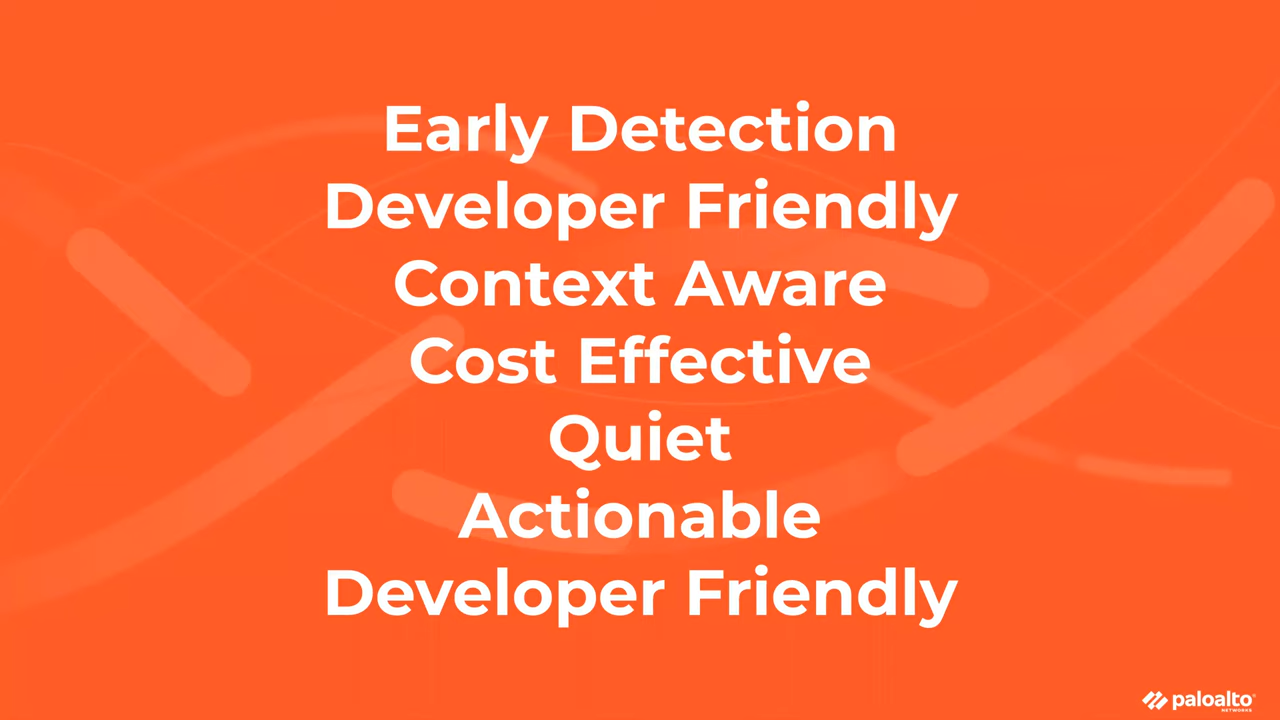 Early Detection
Developer Friendly
Context Aware
Cost Effective
Quiet
Actionable
Developer Friendly
paloalto
NETWORKS